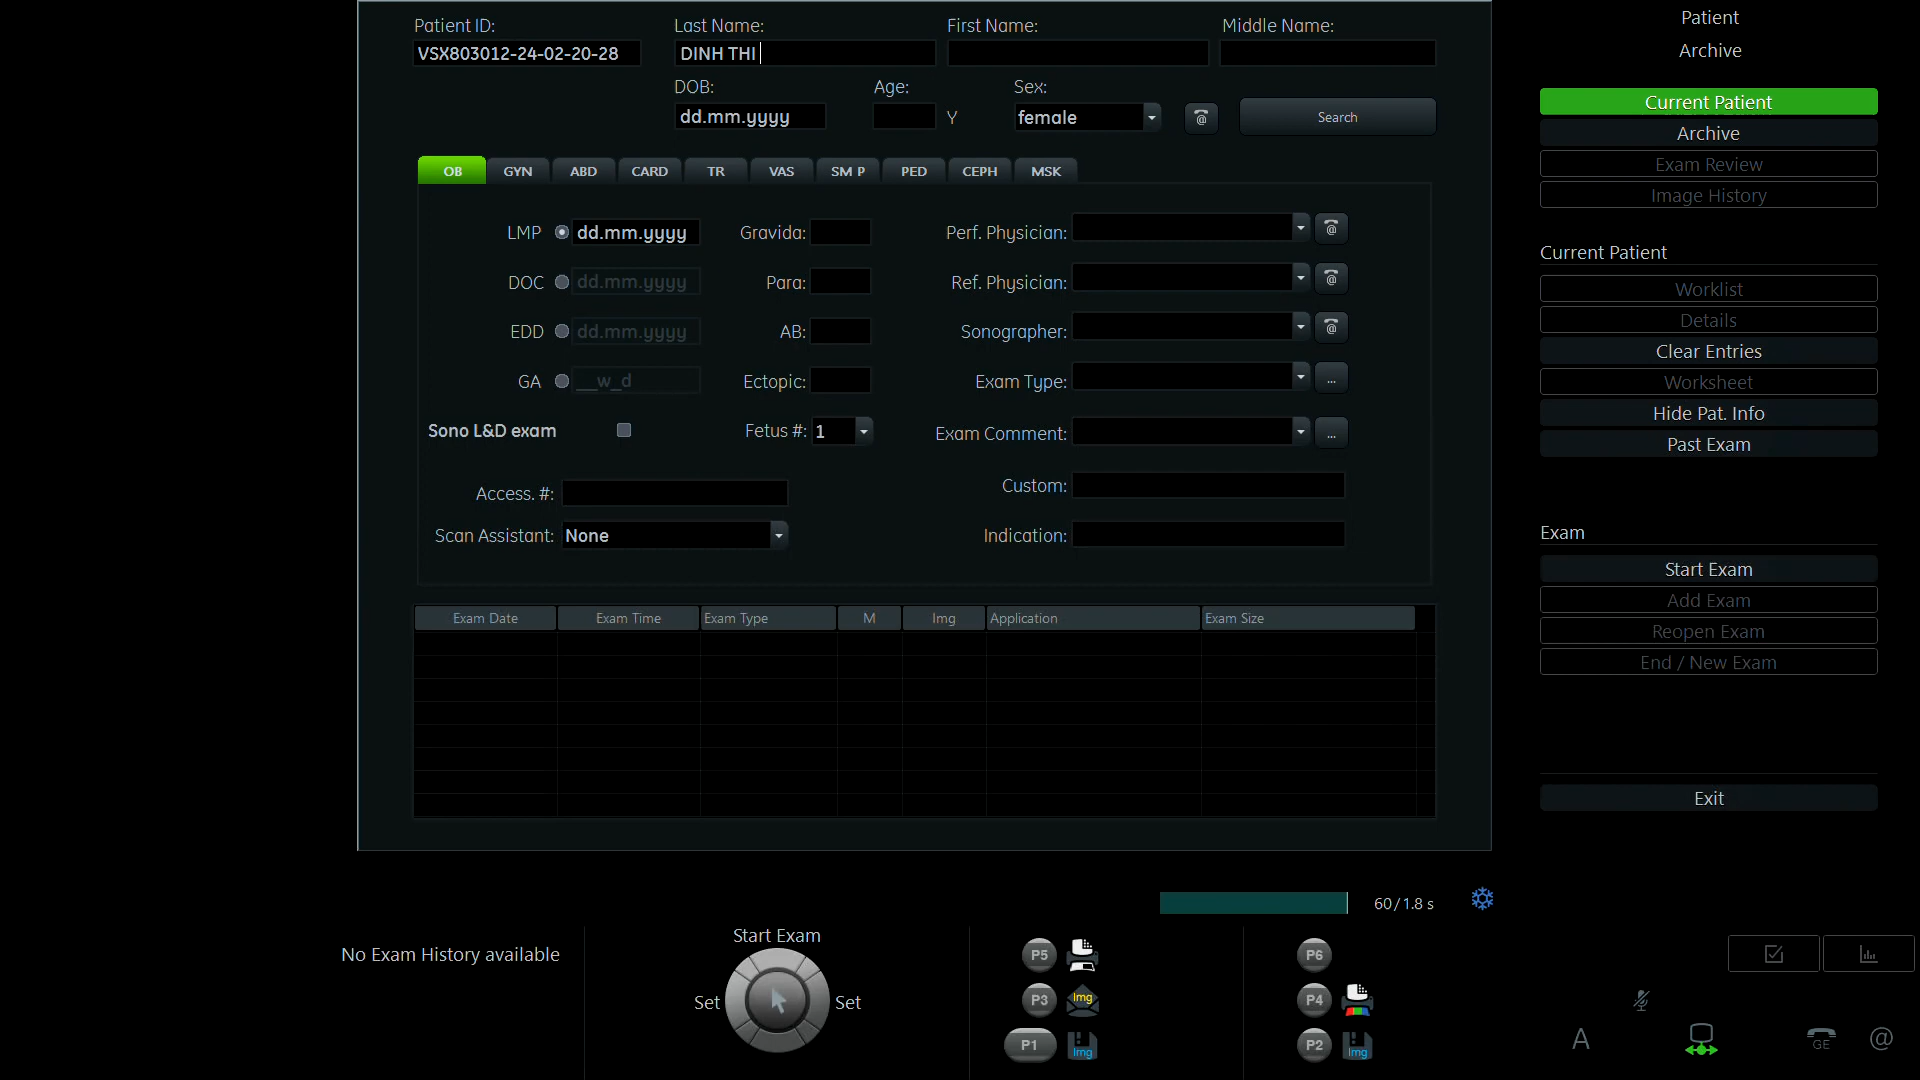 Patient ID: Last Name: First Name: Middle Name:
VSX803012-24-02-20-28 DINH THI
DOB: Age: Sex:
dd.mm.yyyy Y female @ Search
OB GYN ABD CARD TR VAS SM P PED CEPH MSK
LMP dd.mm.yyyy Gravida: Perf. Physician: @
DOC dd.mm.yyyy Para: Ref. Physician: @
EDD dd.mm.yyyy AB: Sonographer: @
GA __w_d Ectopic: Exam Type: ...
Sono L&D exam Fetus #: 1 Exam Comment: ...
Access. #: Custom:
Scan Assistant: None Indication:
Exam Date Exam Time Exam Type M Img Application Exam Size
Patient
Archive
Current Patient
Archive
Exam Review
Image History
Current Patient
Worklist
Details
Clear Entries
Worksheet
Hide Pat. Info
Past Exam
Exam
Start Exam
Add Exam
Reopen Exam
End / New Exam
Exit
60/1.8 s
No Exam History available
Start Exam
Set Set
P5 P6
P3 Img P4
P1 Img P2 Img
A GE @